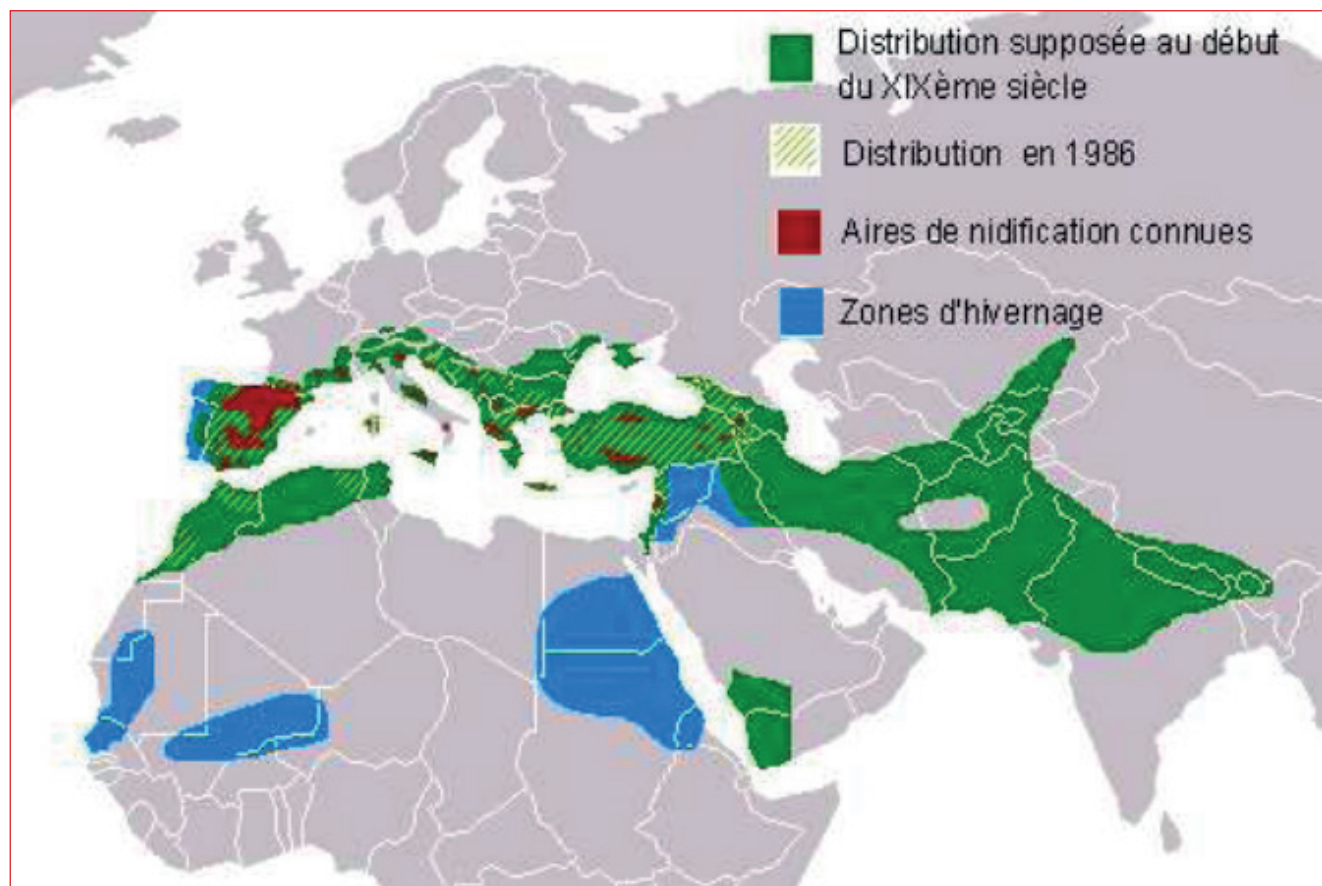 Distribution supposée au début
du XIXème siècle
Distribution en 1986
Aires de nidification connues
Zones d'hivernage